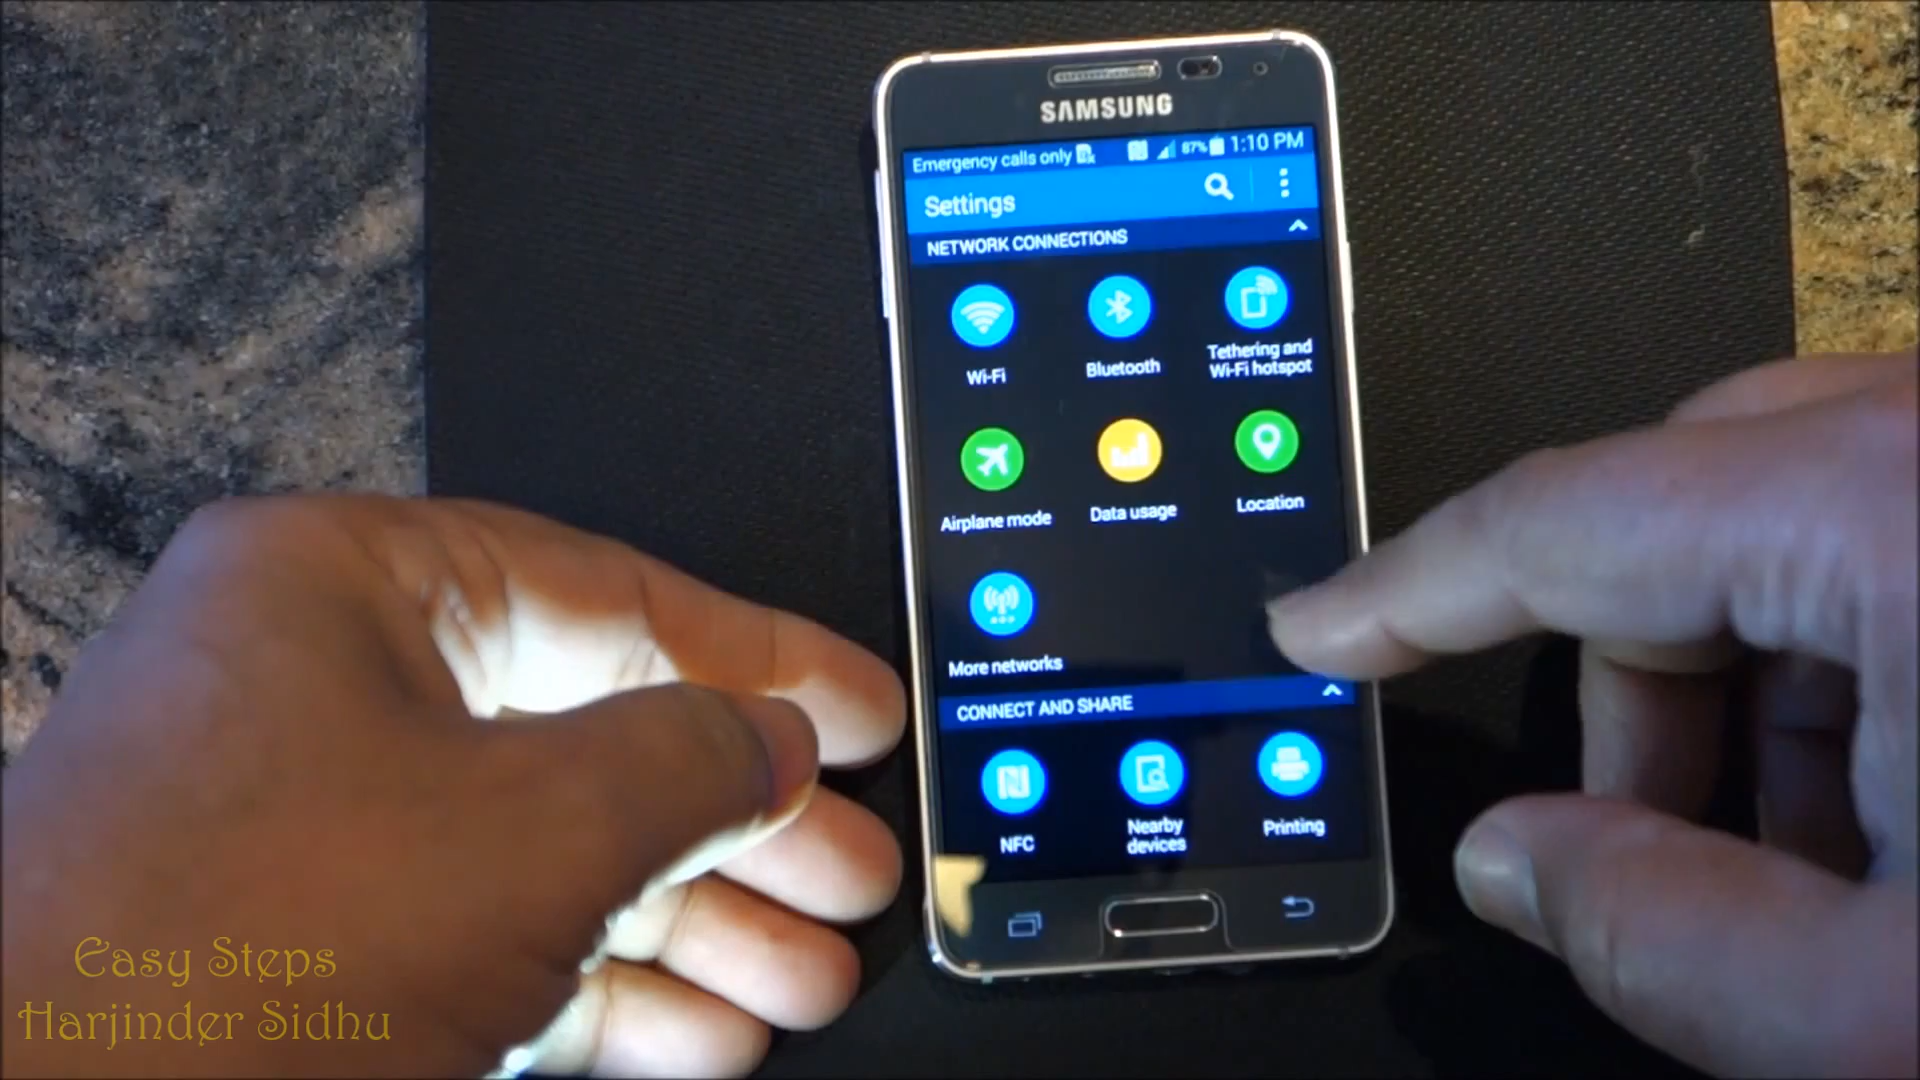 SAMSUNG
Emergency calls only 87% 1:10 PM
Settings
NETWORK CONNECTIONS
Wi-Fi
Bluetooth
Tethering and
Wi-Fi hotspot
Airplane mode
Data usage
Location
More networks
CONNECT AND SHARE
NFC
Nearby
devices
Printing
Easy Steps
Harjinder Sidhu